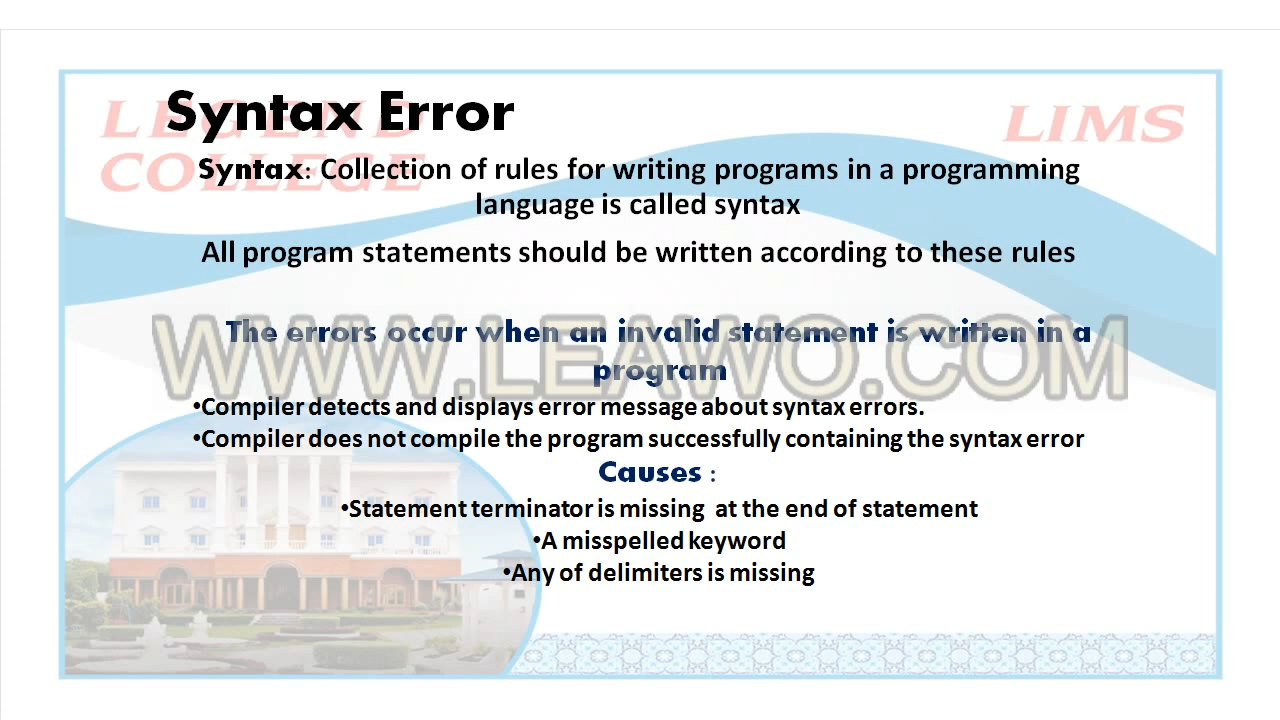 LEGEND
COLLEGE
LIMS
Syntax Error
Syntax: Collection of rules for writing programs in a programming
language is called syntax
All program statements should be written according to these rules
WWW.LEAWO.COM
The errors occur when an invalid statement is written in a
program
•Compiler detects and displays error message about syntax errors.
•Compiler does not compile the program successfully containing the syntax error
Causes :
•Statement terminator is missing at the end of statement
•A misspelled keyword
•Any of delimiters is missing